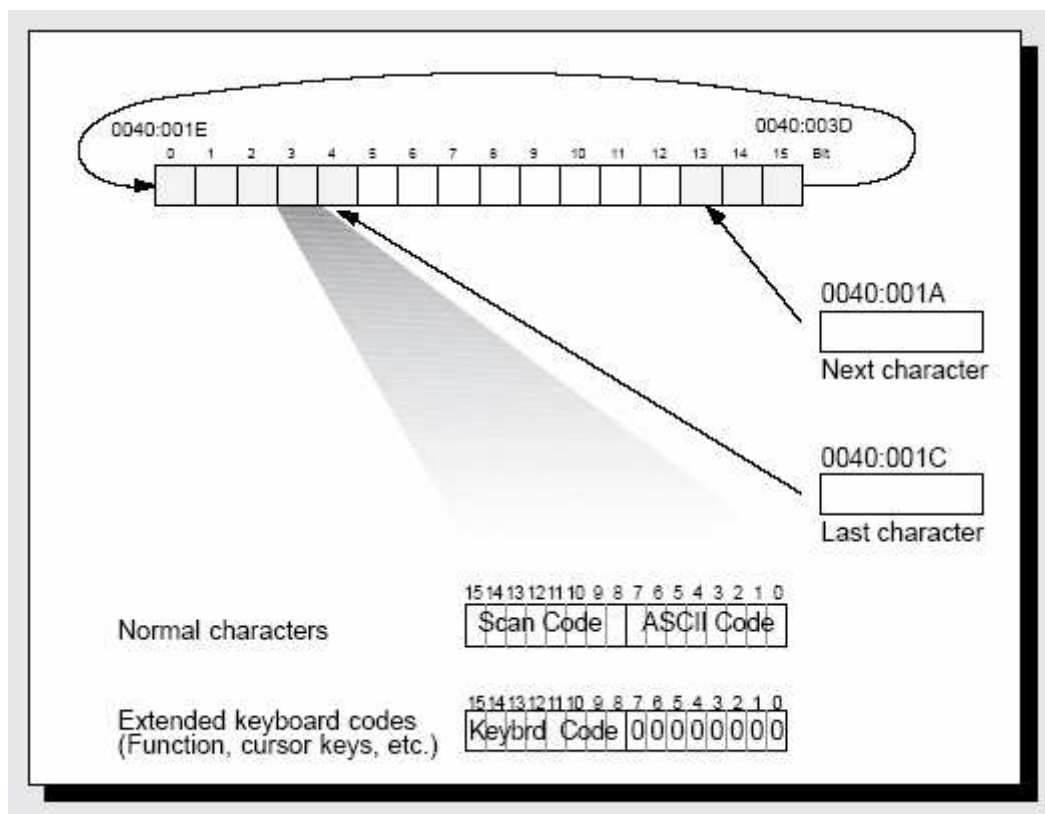 0040:001E
0040:003D
0 1 2 3 4 5 6 7 8 9 10 11 12 13 14 15 Bit
0040:001A
Next character
0040:001C
Last character
15 14 13 12 11 10 9 8 7 6 5 4 3 2 1 0
Normal characters
Scan Code ASCII Code
15 14 13 12 11 10 9 8 7 6 5 4 3 2 1 0
Extended keyboard codes
(Function, cursor keys, etc.)
Keybrd Code 0 0 0 0 0 0 0 0